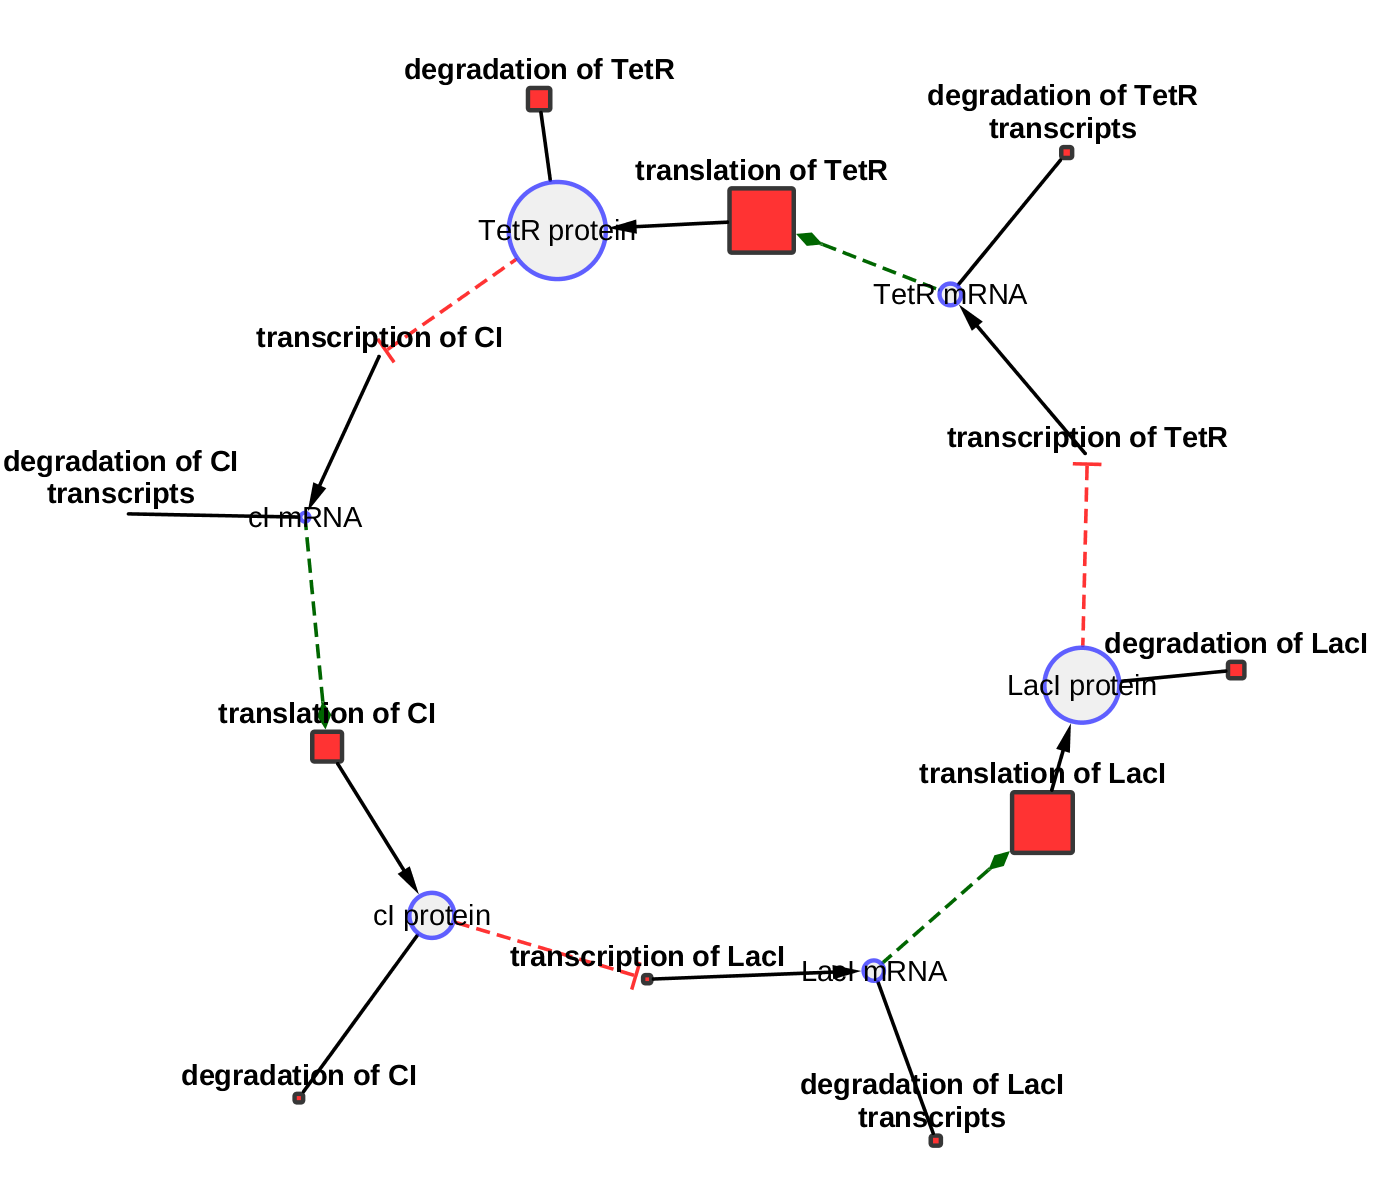 degradation of TetR
degradation of TetR
transcripts
translation of TetR
TetR protein
TetR mRNA
transcription of CI
transcription of TetR
degradation of CI
transcripts
cI mRNA
degradation of LacI
LacI protein
translation of CI
translation of LacI
cI protein
transcription of LacI
LacI mRNA
degradation of CI
degradation of LacI
transcripts